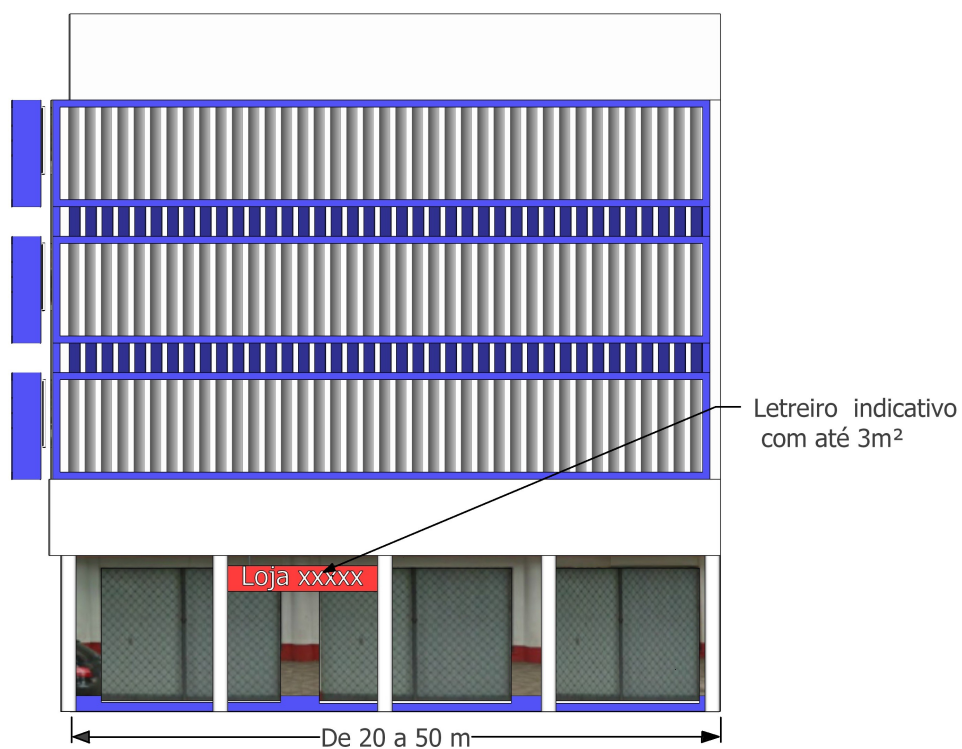 Letreiro indicativo
com até 3m²
Loja xxxxx
De 20 a 50 m